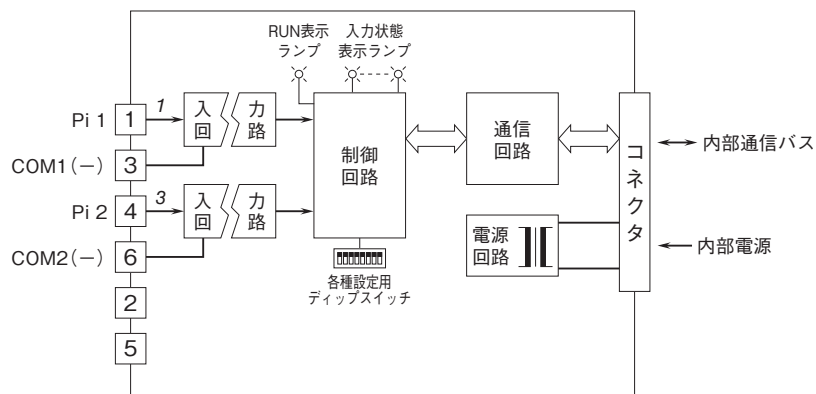 RUN表示
ランプ
入力状態
表示ランプ
Pi 1
1
1
入
回
力
路
COM1(−)
3
Pi 2
4
3
入
回
力
路
COM2(−)
6
2
5
制御
回路
各種設定用
ディップスイッチ
通信
回路
電源
回路
コネクタ
内部通信バス
内部電源